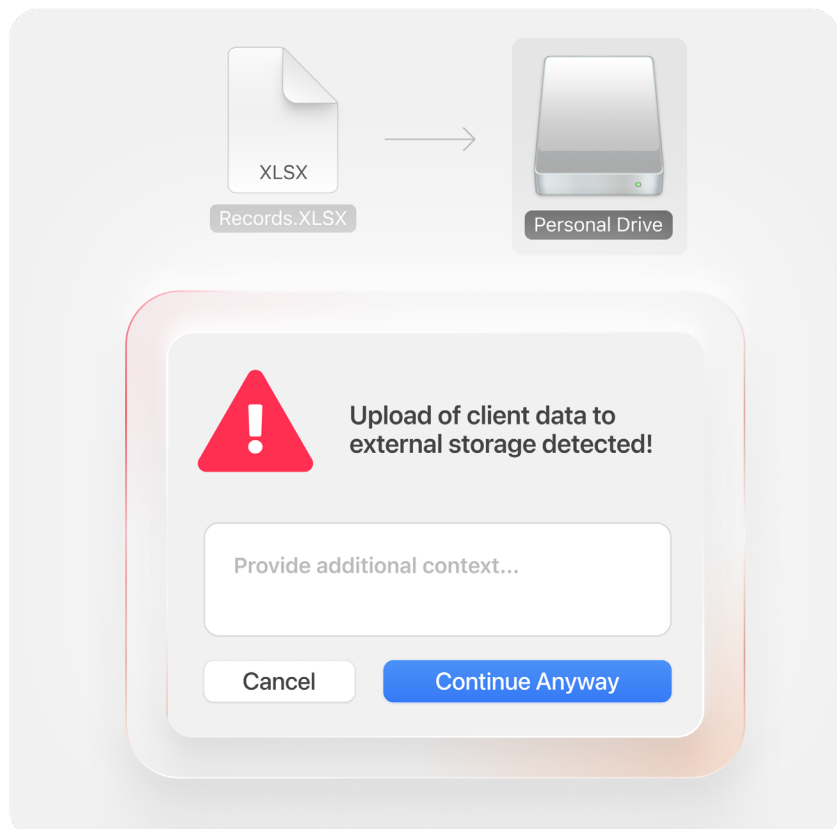 XLSX
Records.XLSX
Personal Drive
Upload of client data to
external storage detected!
Provide additional context...
Cancel
Continue Anyway